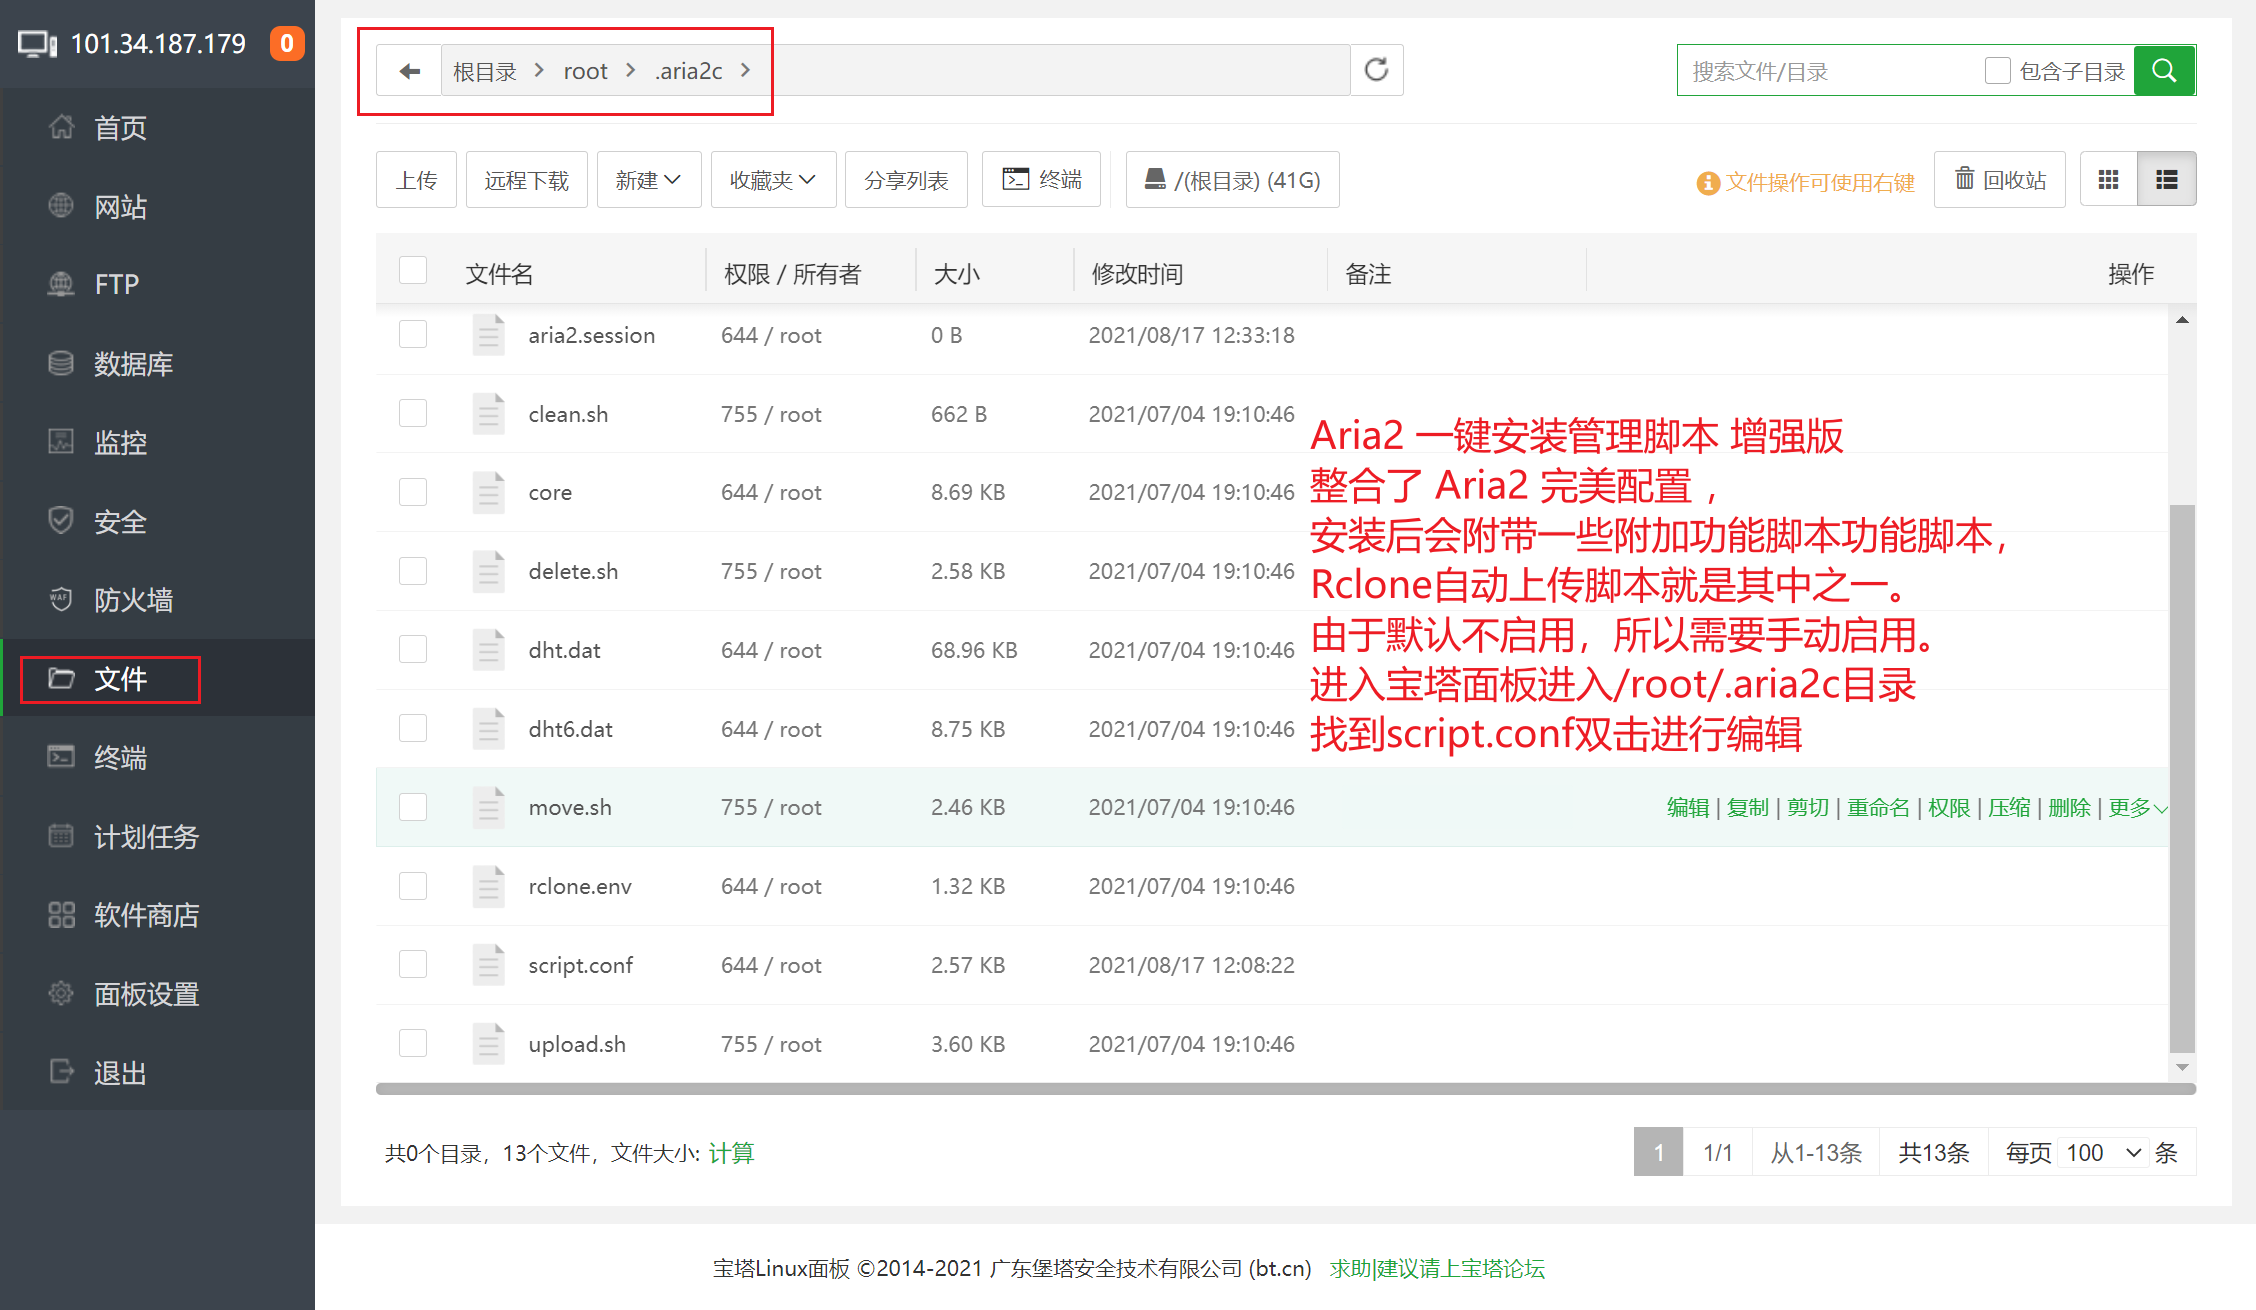 101.34.187.179 0
首页
网站
FTP
数据库
监控
安全
WAF 防火墙
文件
终端
计划任务
软件商店
面板设置
退出
根目录 root .aria2c
搜索文件/目录 包含子目录
上传 远程下载 新建 收藏夹 分享列表 终端 /(根目录) (41G) 文件操作可使用右键 回收站
文件名 权限 / 所有者 大小 修改时间 备注 操作
aria2.session 644 / root 0 B 2021/08/17 12:33:18
clean.sh 755 / root 662 B 2021/07/04 19:10:46
core 644 / root 8.69 KB 2021/07/04 19:10:46
delete.sh 755 / root 2.58 KB 2021/07/04 19:10:46
dht.dat 644 / root 68.96 KB 2021/07/04 19:10:46
dht6.dat 644 / root 8.75 KB 2021/07/04 19:10:46
move.sh 755 / root 2.46 KB 2021/07/04 19:10:46 编辑 | 复制 | 剪切 | 重命名 | 权限 | 压缩 | 删除 | 更多
rclone.env 644 / root 1.32 KB 2021/07/04 19:10:46
script.conf 644 / root 2.57 KB 2021/08/17 12:08:22
upload.sh 755 / root 3.60 KB 2021/07/04 19:10:46
Aria2 一键安装管理脚本 增强版
整合了 Aria2 完美配置，
安装后会附带一些附加功能脚本功能脚本，
Rclone自动上传脚本就是其中之一。
由于默认不启用，所以需要手动启用。
进入宝塔面板进入/root/.aria2c目录
找到script.conf双击进行编辑
共0个目录，13个文件，文件大小: 计算
1 1/1 从1-13条 共13条 每页 100 条
宝塔Linux面板 ©2014-2021 广东堡塔安全技术有限公司 (bt.cn) 求助|建议请上宝塔论坛